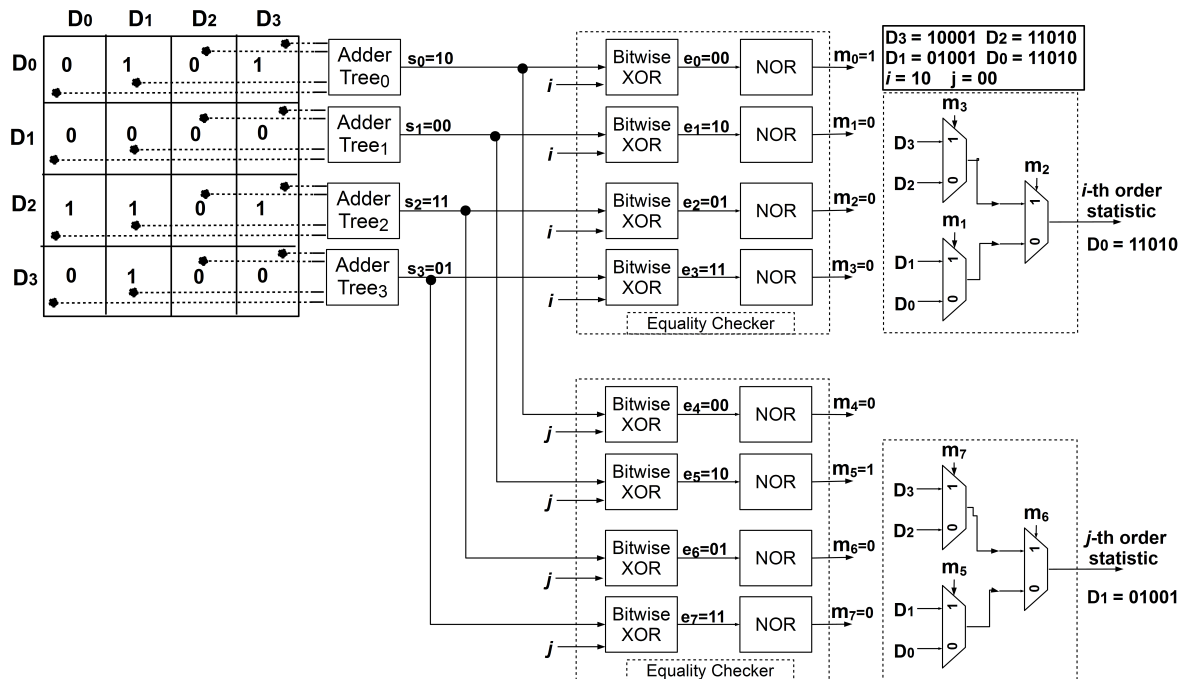 D0 D1 D2 D3
D0 0 1 0 1
Adder Tree0
s0=10
D1 0 0 0 0
Adder Tree1
s1=00
D2 1 1 0 1
Adder Tree2
s2=11
D3 0 1 0 0
Adder Tree3
s3=01
i
Bitwise XOR
e0=00
NOR
m0=1
i
Bitwise XOR
e1=10
NOR
m1=0
i
Bitwise XOR
e2=01
NOR
m2=0
i
Bitwise XOR
e3=11
NOR
m3=0
Equality Checker
D3 = 10001 D2 = 11010
D1 = 01001 D0 = 11010
i = 10 j = 00
m3
D3
1
D2
0
m2
1
0
m1
D1
1
D0
0
i-th order
statistic
D0 = 11010
j
Bitwise XOR
e4=00
NOR
m4=0
j
Bitwise XOR
e5=10
NOR
m5=1
j
Bitwise XOR
e6=01
NOR
m6=0
j
Bitwise XOR
e7=11
NOR
m7=0
Equality Checker
m7
D3
1
D2
0
m6
1
0
m5
D1
1
D0
0
j-th order
statistic
D1 = 01001